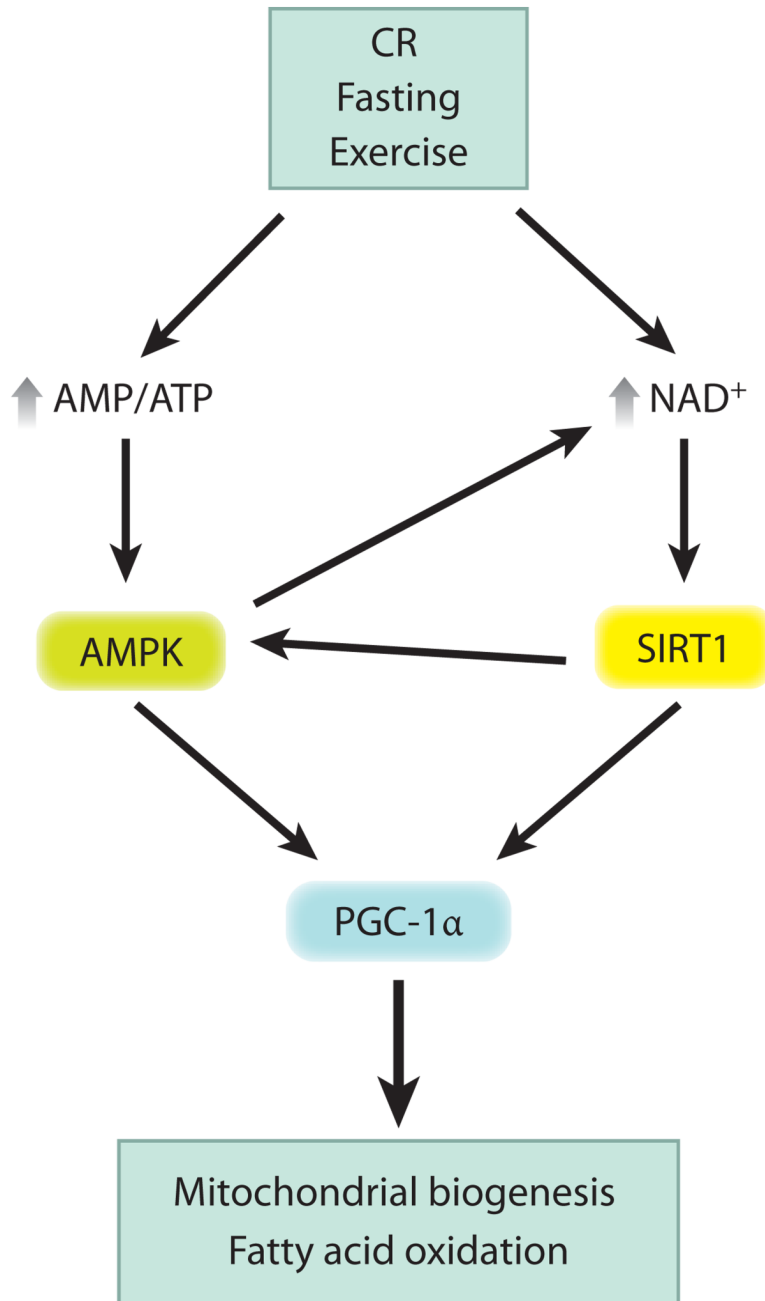 CR
Fasting
Exercise
AMP/ATP
NAD⁺
AMPK
SIRT1
PGC-1α
Mitochondrial biogenesis
Fatty acid oxidation